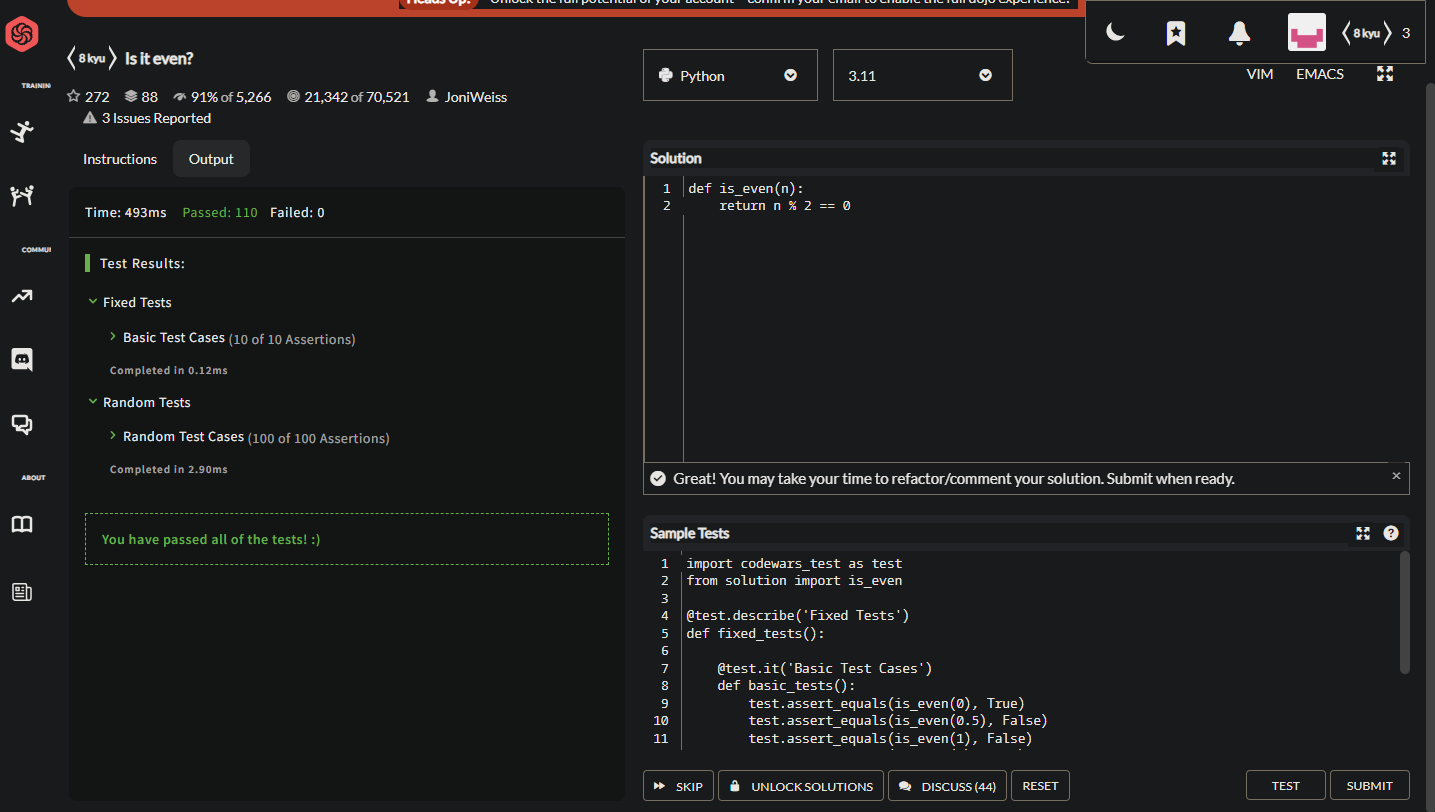 Heads Up!
Unlock the full potential of your account - confirm your email to enable the full dojo experience!
8 kyu 3
8 kyu Is it even?
Python
3.11
VIM EMACS
TRAININ
272 88 91% of 5,266 21,342 of 70,521 JoniWeiss
3 Issues Reported
Instructions Output
Time: 493ms Passed: 110 Failed: 0
Test Results:
Fixed Tests
Basic Test Cases (10 of 10 Assertions)
Completed in 0.12ms
Random Tests
Random Test Cases (100 of 100 Assertions)
Completed in 2.90ms
You have passed all of the tests! :)
COMMUI
ABOUT
Solution
1 def is_even(n):
2     return n % 2 == 0
Great! You may take your time to refactor/comment your solution. Submit when ready.
Sample Tests
?
1 import codewars_test as test
2 from solution import is_even
3
4 @test.describe('Fixed Tests')
5 def fixed_tests():
6
7     @test.it('Basic Test Cases')
8     def basic_tests():
9         test.assert_equals(is_even(0), True)
10         test.assert_equals(is_even(0.5), False)
11         test.assert_equals(is_even(1), False)
SKIP UNLOCK SOLUTIONS DISCUSS (44) RESET TEST SUBMIT